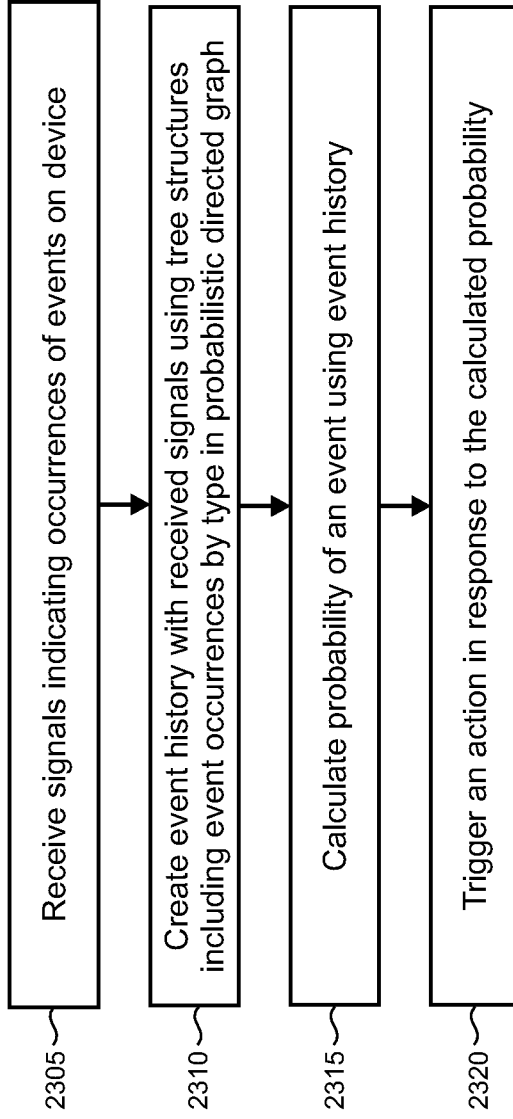 2305
Receive signals indicating occurrences of events on device
2310
Create event history with received signals using tree structures
including event occurrences by type in probabilistic directed graph
2315
Calculate probability of an event using event history
2320
Trigger an action in response to the calculated probability